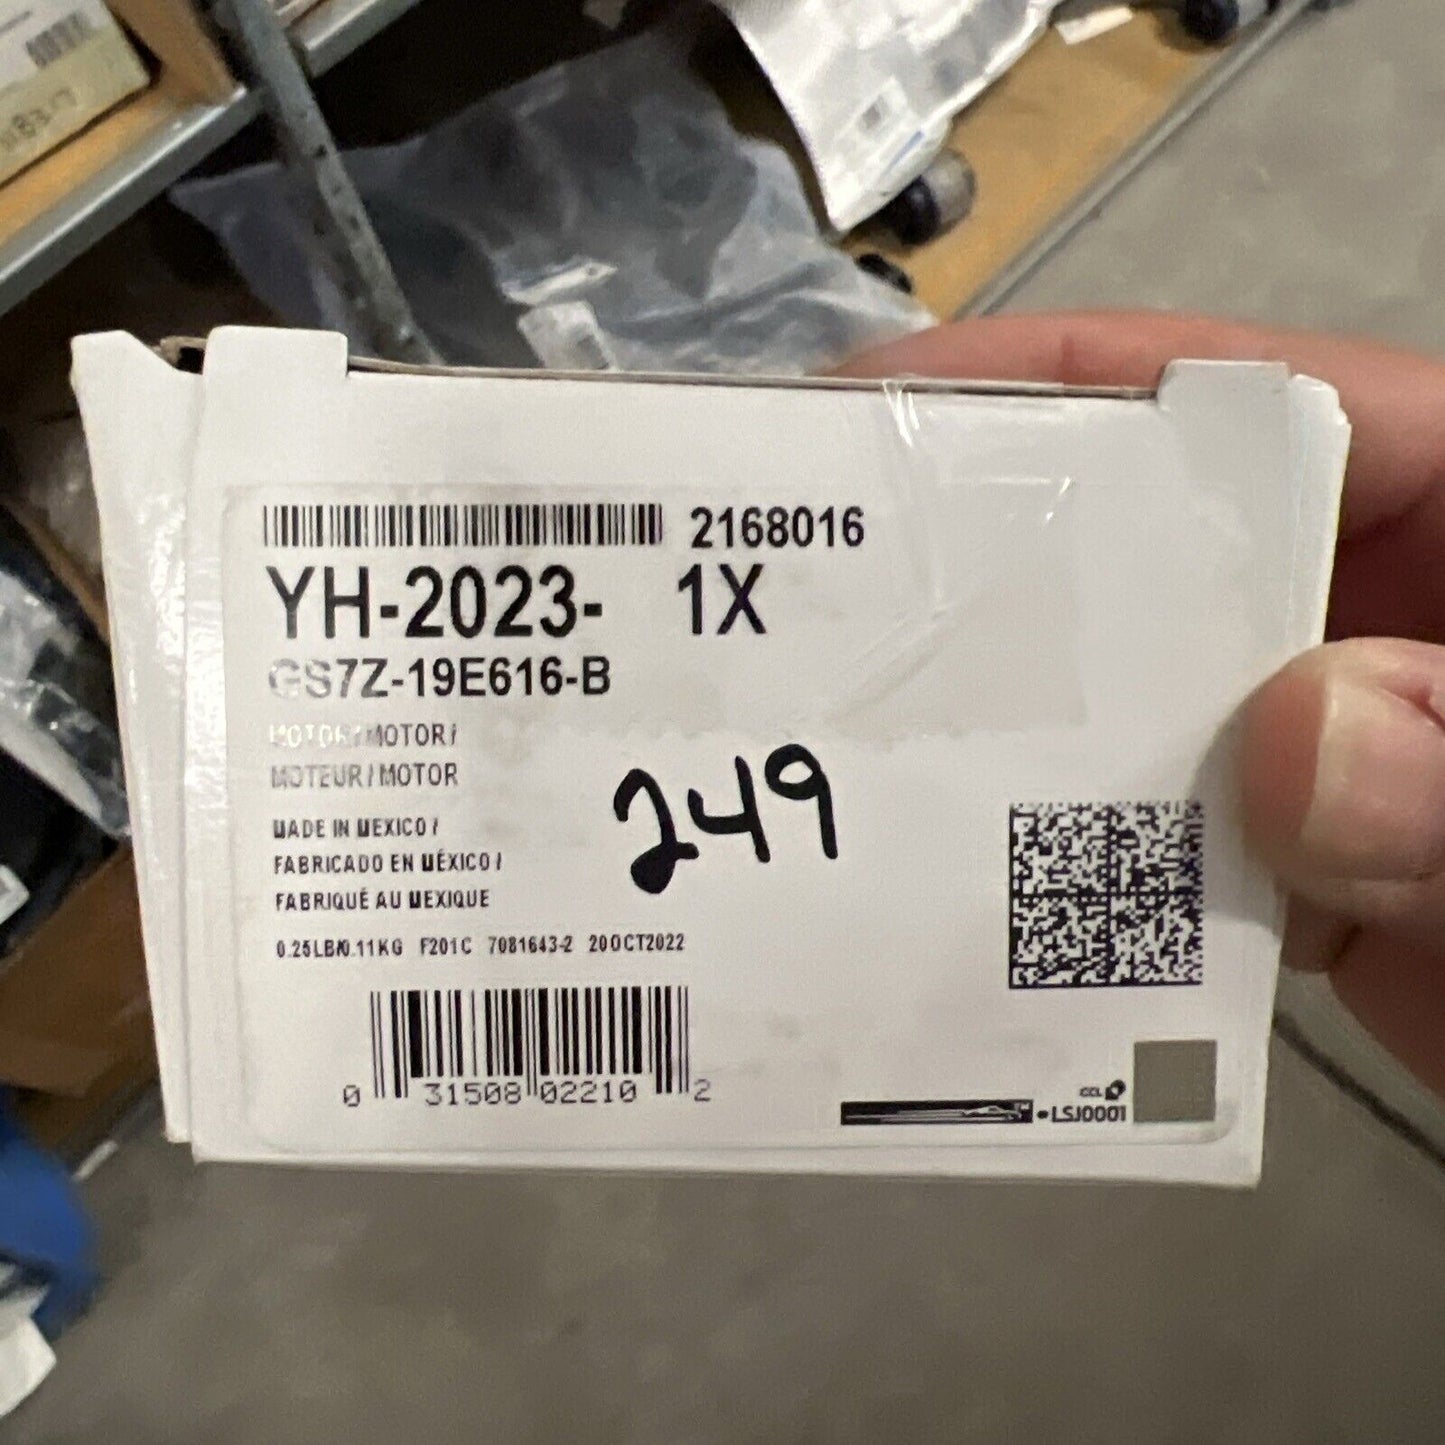 2168016
YH-2023- 1X
GS7Z-19E616-B
MOTOR/MOTOR/
MOTEUR/MOTOR
249
MADE IN MEXICO /
FABRICADO EN MÉXICO /
FABRIQUÉ AU MEXIQUE
0.25LB/0.11KG F201C 7081643-2 20OCT2022
0 31508 02210 2
CCL
LSJ0001